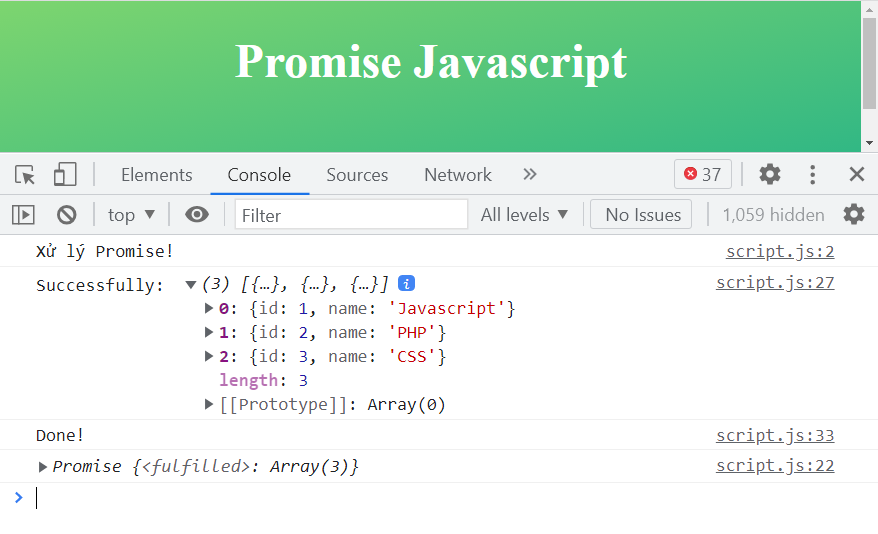 Promise Javascript
Elements Console Sources Network 37
top Filter All levels No Issues 1,059 hidden
Xử lý Promise! script.js:2
Successfully: (3) [{…}, {…}, {…}] i script.js:27
0: {id: 1, name: 'Javascript'}
1: {id: 2, name: 'PHP'}
2: {id: 3, name: 'CSS'}
length: 3
[[Prototype]]: Array(0)
Done! script.js:33
Promise {<fulfilled>: Array(3)} script.js:22